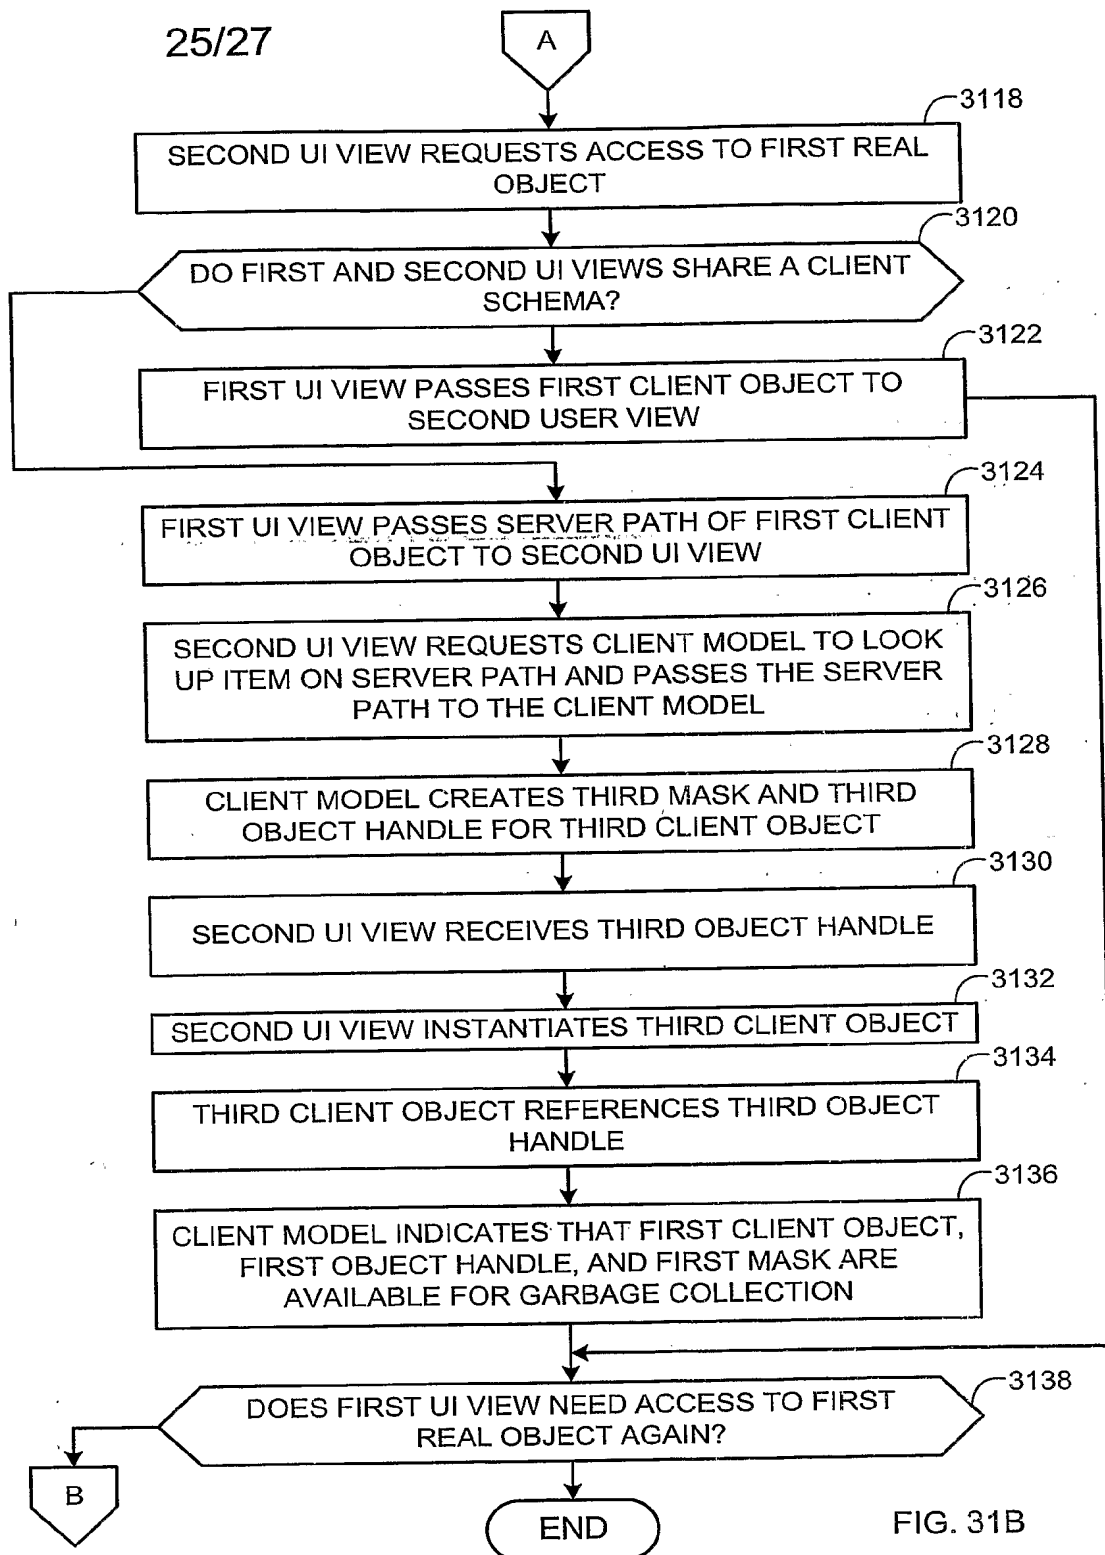 25/27
A
3118
SECOND UI VIEW REQUESTS ACCESS TO FIRST REAL
OBJECT
3120
DO FIRST AND SECOND UI VIEWS SHARE A CLIENT
SCHEMA?
3122
FIRST UI VIEW PASSES FIRST CLIENT OBJECT TO
SECOND USER VIEW
3124
FIRST UI VIEW PASSES SERVER PATH OF FIRST CLIENT
OBJECT TO SECOND UI VIEW
3126
SECOND UI VIEW REQUESTS CLIENT MODEL TO LOOK
UP ITEM ON SERVER PATH AND PASSES THE SERVER
PATH TO THE CLIENT MODEL
3128
CLIENT MODEL CREATES THIRD MASK AND THIRD
OBJECT HANDLE FOR THIRD CLIENT OBJECT
3130
SECOND UI VIEW RECEIVES THIRD OBJECT HANDLE
3132
SECOND UI VIEW INSTANTIATES THIRD CLIENT OBJECT
3134
THIRD CLIENT OBJECT REFERENCES THIRD OBJECT
HANDLE
3136
CLIENT MODEL INDICATES THAT FIRST CLIENT OBJECT,
FIRST OBJECT HANDLE, AND FIRST MASK ARE
AVAILABLE FOR GARBAGE COLLECTION
3138
DOES FIRST UI VIEW NEED ACCESS TO FIRST
REAL OBJECT AGAIN?
B
END
FIG. 31B